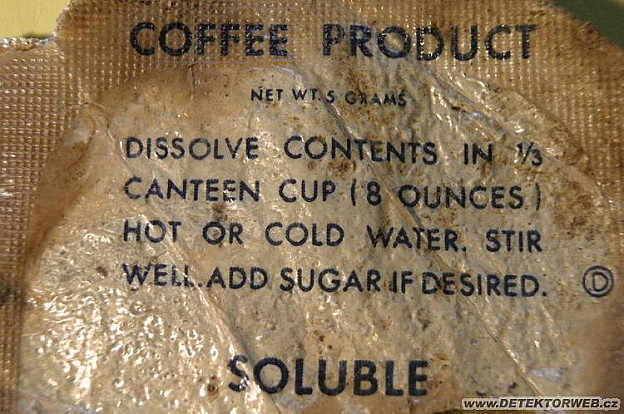 COFFEE PRODUCT
NET WT. 5 GRAMS
DISSOLVE CONTENTS IN 1/3
CANTEEN CUP (8 OUNCES)
HOT OR COLD WATER. STIR
WELL. ADD SUGAR IF DESIRED. D
SOLUBLE
www.DETEKTORWEB.cz